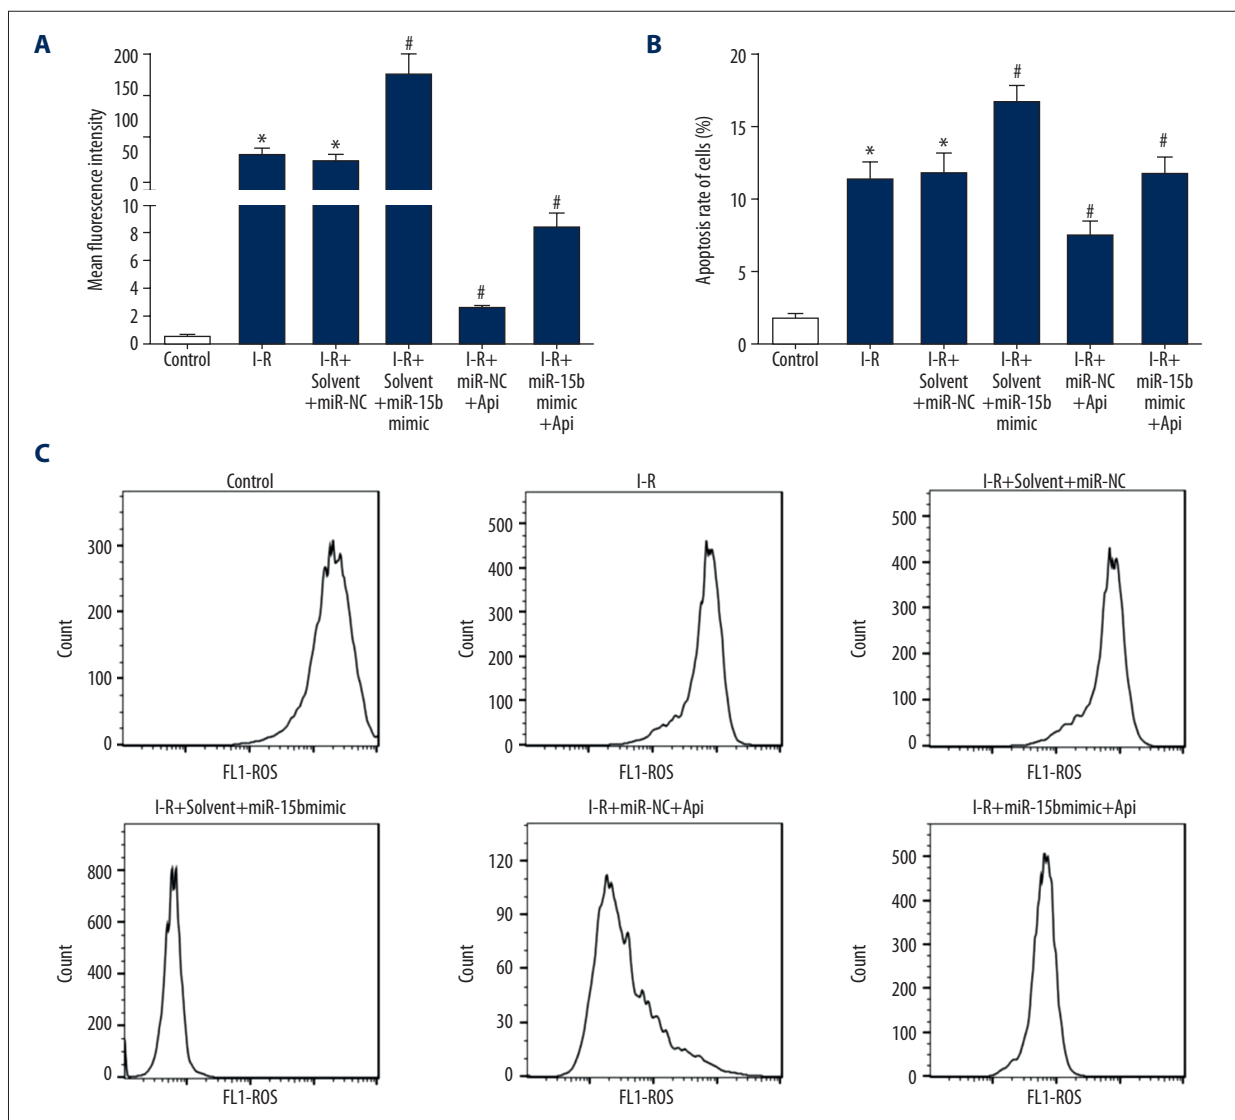 A
B
Mean fluorescence intensity
200
150
100
50
0
10
8
6
4
2
0
*
*
#
#
#
Control
I-R
I-R+
Solvent
+miR-NC
I-R+
Solvent
+miR-15b
mimic
I-R+
miR-NC
+Api
I-R+
miR-15b
mimic
+Api
Apoptosis rate of cells (%)
20
15
10
5
0
*
*
#
#
#
Control
I-R
I-R+
Solvent
+miR-NC
I-R+
Solvent
+miR-15b
mimic
I-R+
miR-NC
+Api
I-R+
miR-15b
mimic
+Api
C
Control
Count
300
200
100
0
FL1-ROS
I-R
Count
500
400
300
200
100
0
FL1-ROS
I-R+Solvent+miR-NC
Count
500
400
300
200
100
0
FL1-ROS
I-R+Solvent+miR-15bmimic
Count
800
600
400
200
0
FL1-ROS
I-R+miR-NC+Api
Count
120
90
60
30
0
FL1-ROS
I-R+miR-15bmimic+Api
Count
500
400
300
200
100
0
FL1-ROS